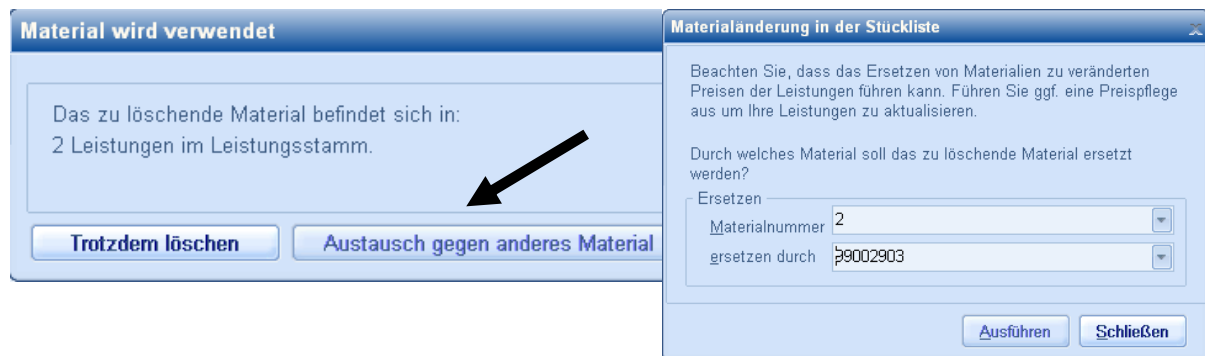 Material wird verwendet
Das zu löschende Material befindet sich in:
2 Leistungen im Leistungsstamm.
Trotzdem löschen
Austausch gegen anderes Material
Materialänderung in der Stückliste
Beachten Sie, dass das Ersetzen von Materialien zu veränderten
Preisen der Leistungen führen kann. Führen Sie ggf. eine Preispflege
aus um Ihre Leistungen zu aktualisieren.
Durch welches Material soll das zu löschende Material ersetzt
werden?
Ersetzen
Materialnummer 2
ersetzen durch 99002903
Ausführen
Schließen